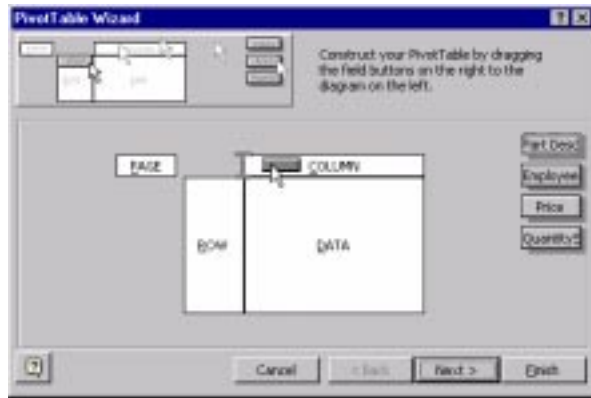 PivotTable Wizard
Construct your PivotTable by dragging
the field buttons on the right to the
diagram on the left.
PAGE
COLUMN
ROW
DATA
Part Desc
Employee
Price
Cancel
< Back
Next >
Finish